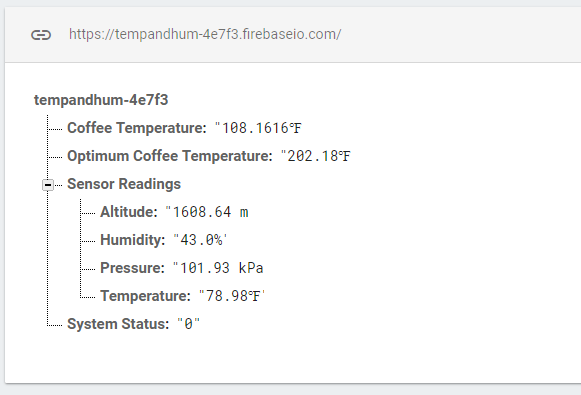 https://tempandhum-4e7f3.firebaseio.com/
tempandhum-4e7f3
Coffee Temperature: "108.1616℉
Optimum Coffee Temperature: "202.18℉
Sensor Readings
Altitude: "1608.64 m
Humidity: "43.0%'
Pressure: "101.93 kPa
Temperature: "78.98℉'
System Status: "0"